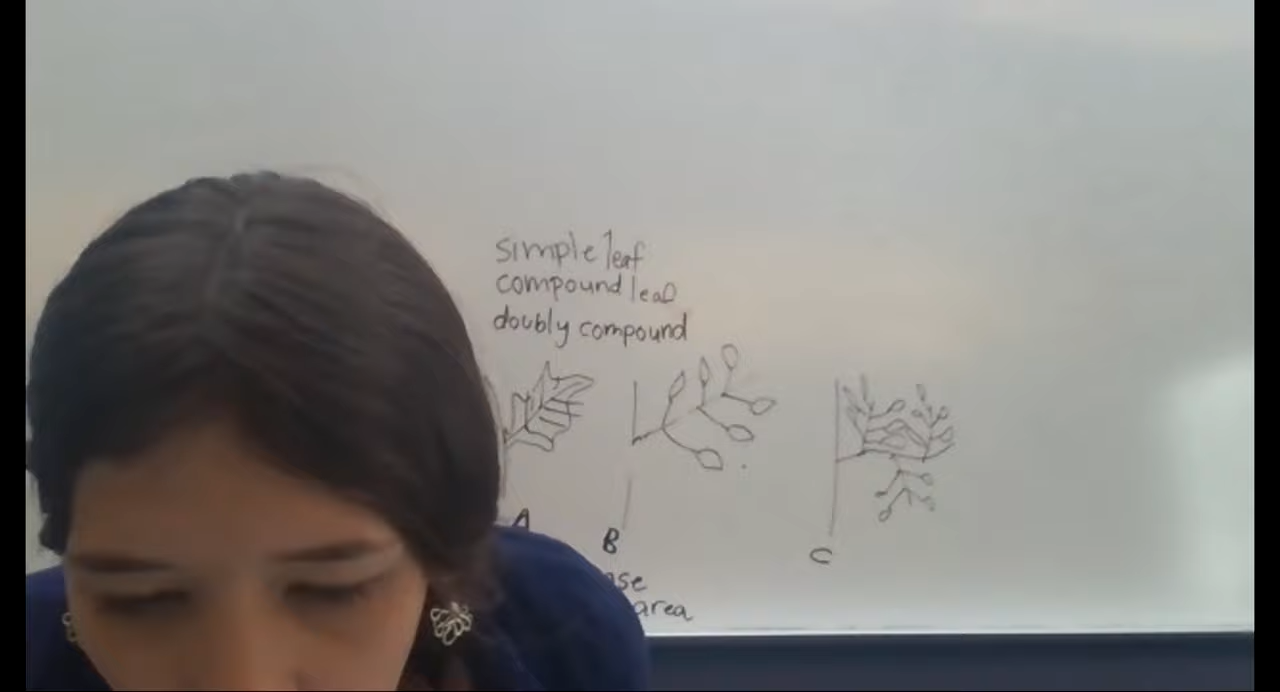 simple leaf
compound leaf
doubly compound
A
B
C
area